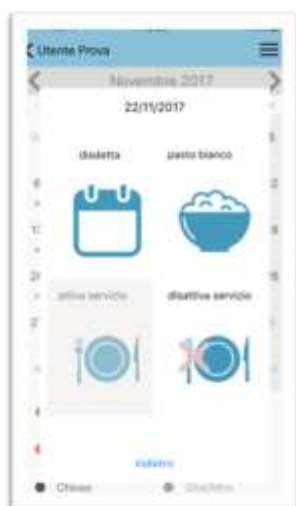 Utente Prova
Novembre 2017
22/11/2017
disdetta
pasto bianco
attiva servizio
disattiva servizio
indietro
Chiuso